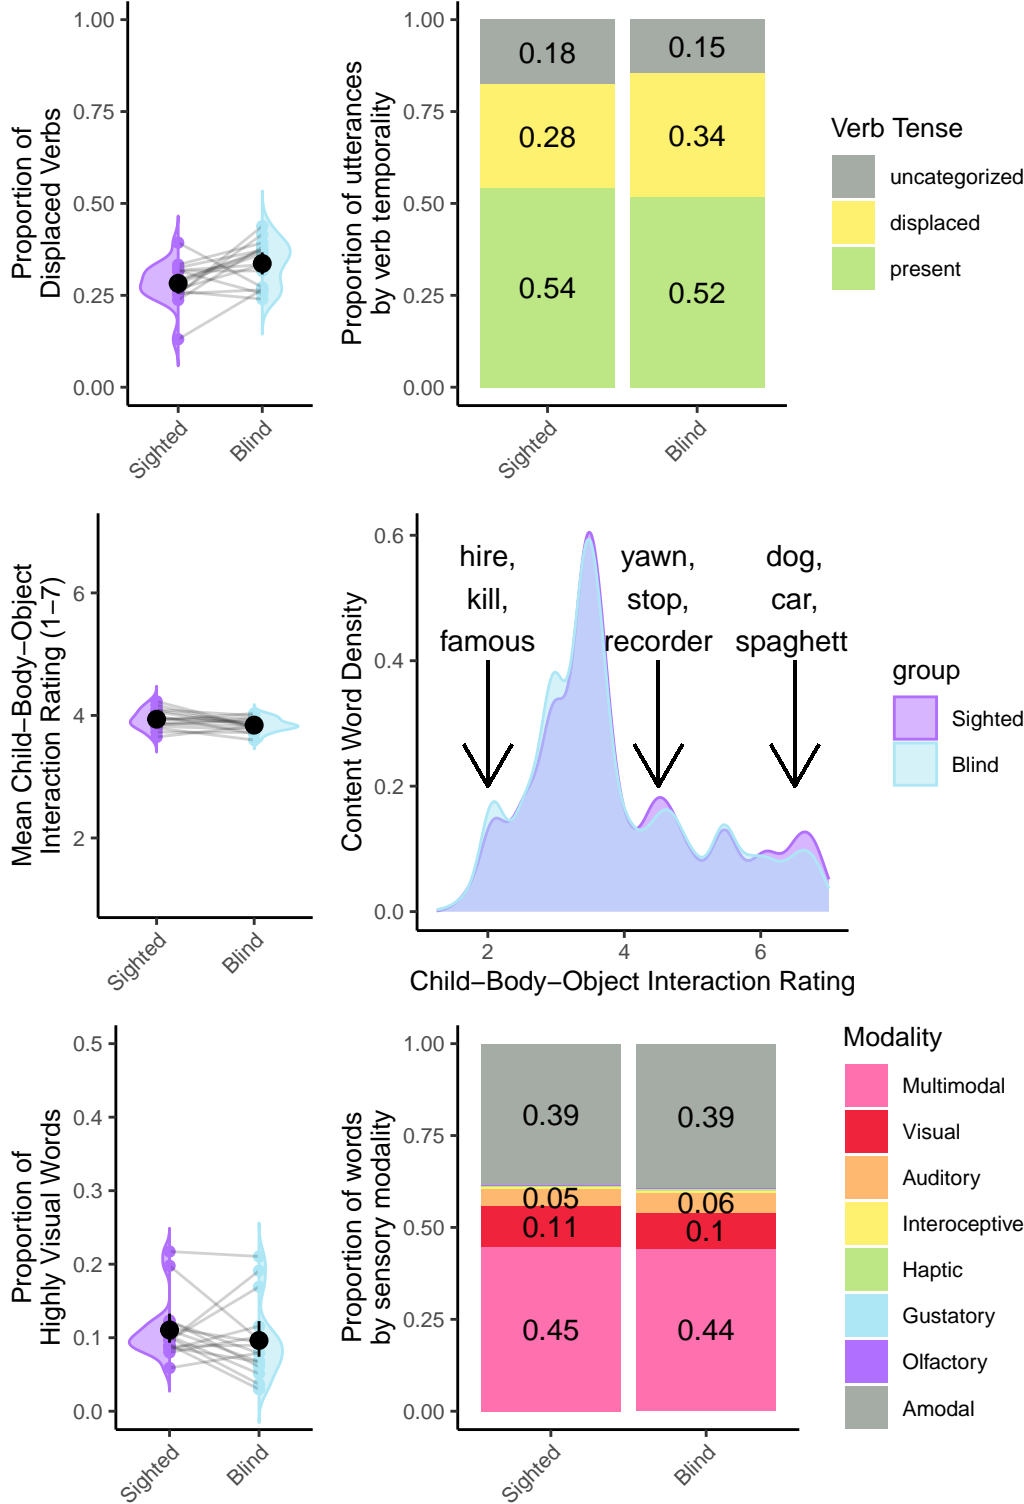 Proportion of
Displaced Verbs
1.00
0.75
0.50
0.25
0.00
Sighted
Blind
Proportion of utterances
by verb temporality
1.00
0.75
0.50
0.25
0.00
0.18
0.15
0.28
0.34
0.54
0.52
Sighted
Blind
Verb Tense
uncategorized
displaced
present
Mean Child–Body–Object
Interaction Rating (1–7)
6
4
2
Sighted
Blind
Content Word Density
0.6
0.4
0.2
0.0
hire,
kill,
famous
yawn,
stop,
recorder
dog,
car,
spaghett
2
4
6
Child–Body–Object Interaction Rating
group
Sighted
Blind
Proportion of
Highly Visual Words
0.5
0.4
0.3
0.2
0.1
0.0
Sighted
Blind
Proportion of words
by sensory modality
1.00
0.75
0.50
0.25
0.00
0.39
0.39
0.05
0.06
0.11
0.1
0.45
0.44
Sighted
Blind
Modality
Multimodal
Visual
Auditory
Interoceptive
Haptic
Gustatory
Olfactory
Amodal